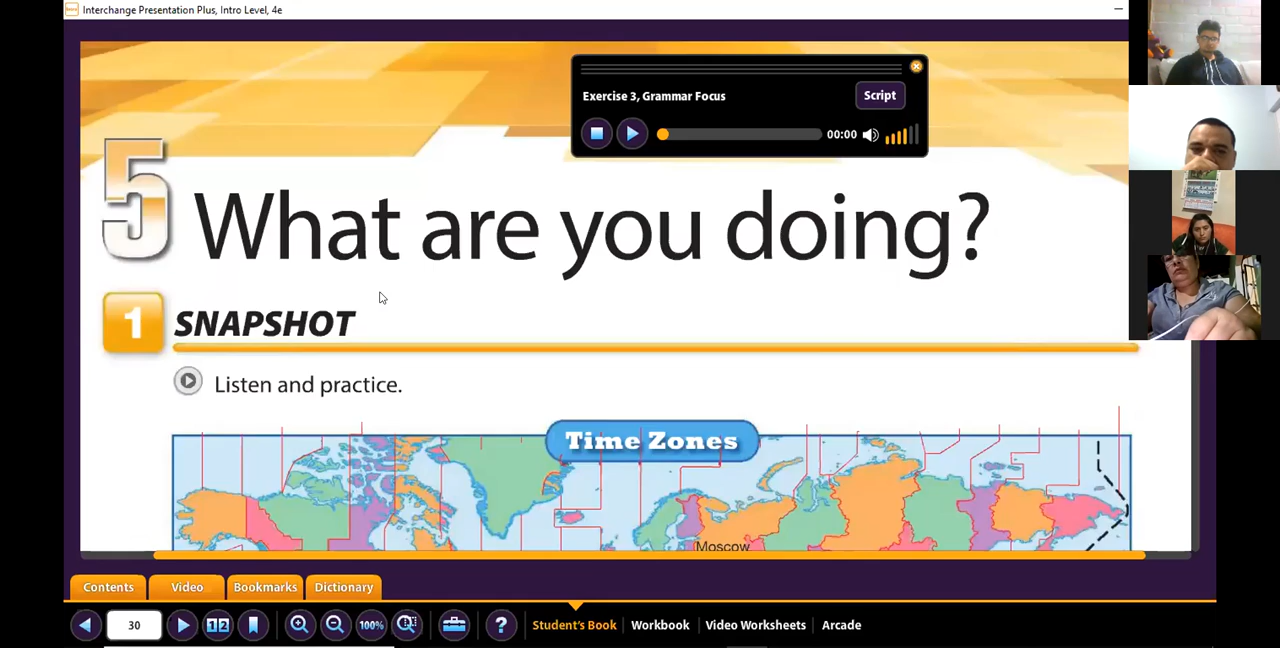 Interchange Presentation Plus, Intro Level, 4e
Exercise 3, Grammar Focus
Script
00:00
5 What are you doing?
1 SNAPSHOT
Listen and practice.
Time Zones
Moscow
Contents
Video
Bookmarks
Dictionary
30
1 2
100%
?
Student's Book
Workbook
Video Worksheets
Arcade